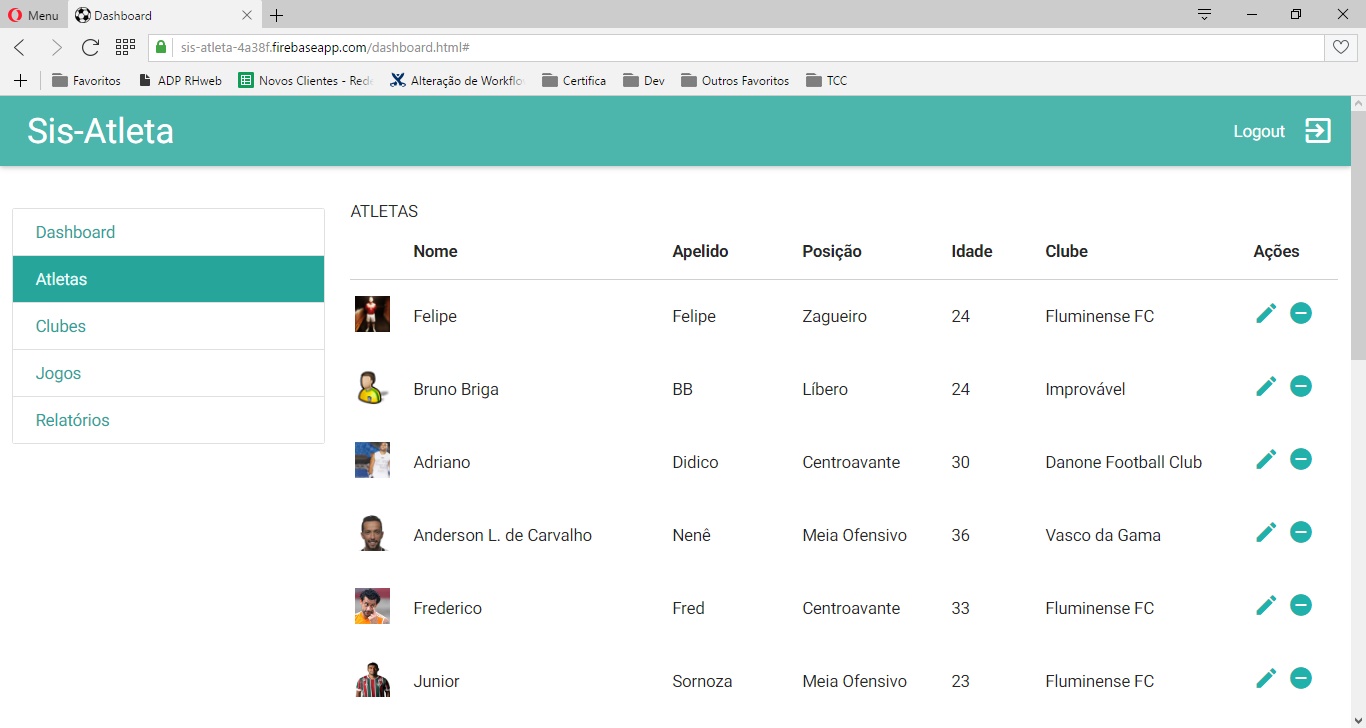 Menu Dashboard
sis-atleta-4a38f.firebaseapp.com/dashboard.html#
Favoritos ADP RHweb Novos Clientes - Rede Alteração de Workflo Certifica Dev Outros Favoritos TCC
Sis-Atleta Logout
Dashboard
Atletas
Clubes
Jogos
Relatórios
ATLETAS
Nome Apelido Posição Idade Clube Ações
Felipe Felipe Zagueiro 24 Fluminense FC
Bruno Briga BB Líbero 24 Improvável
Adriano Didico Centroavante 30 Danone Football Club
Anderson L. de Carvalho Nenê Meia Ofensivo 36 Vasco da Gama
Frederico Fred Centroavante 33 Fluminense FC
Junior Sornoza Meia Ofensivo 23 Fluminense FC